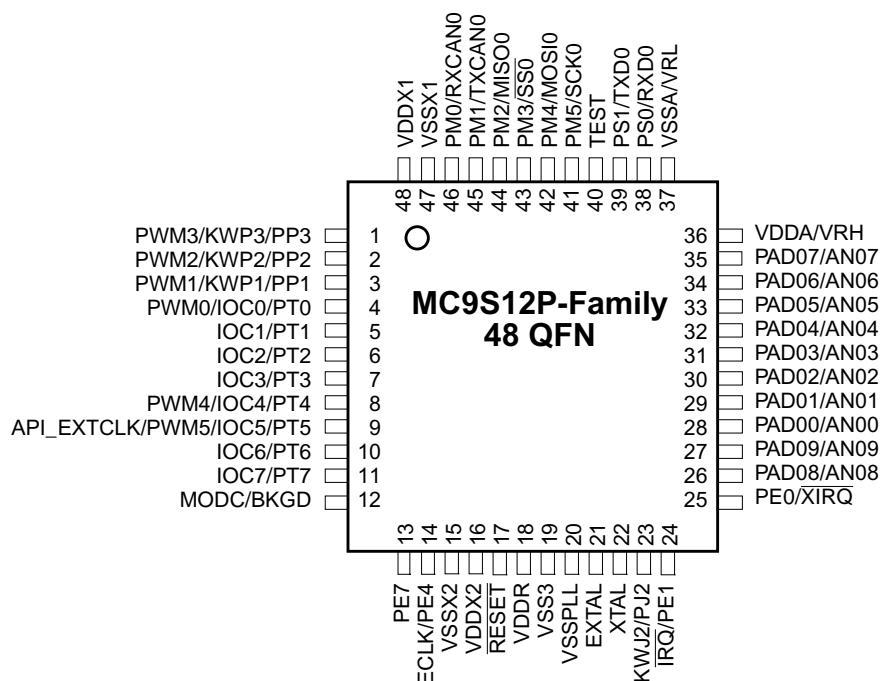 VDDX1
VSSX1
PM0/RXCAN0
PM1/TXCAN0
PM2/MISO0
PM3/SS0
PM4/MOSI0
PM5/SCK0
TEST
PS1/TXD0
PS0/RXD0
VSSA/VRL
48
47
46
45
44
43
42
41
40
39
38
37
PWM3/KWP3/PP3 1
PWM2/KWP2/PP2 2
PWM1/KWP1/PP1 3
PWM0/IOC0/PT0 4
IOC1/PT1 5
IOC2/PT2 6
IOC3/PT3 7
PWM4/IOC4/PT4 8
API_EXTCLK/PWM5/IOC5/PT5 9
IOC6/PT6 10
IOC7/PT7 11
MODC/BKGD 12
MC9S12P-Family
48 QFN
36 VDDA/VRH
35 PAD07/AN07
34 PAD06/AN06
33 PAD05/AN05
32 PAD04/AN04
31 PAD03/AN03
30 PAD02/AN02
29 PAD01/AN01
28 PAD00/AN00
27 PAD09/AN09
26 PAD08/AN08
25 PE0/XIRQ
13
14
15
16
17
18
19
20
21
22
23
24
PE7
ECLK/PE4
VSSX2
VDDX2
RESET
VDDR
VSS3
VSSPLL
EXTAL
XTAL
KWJ2/PJ2
IRQ/PE1